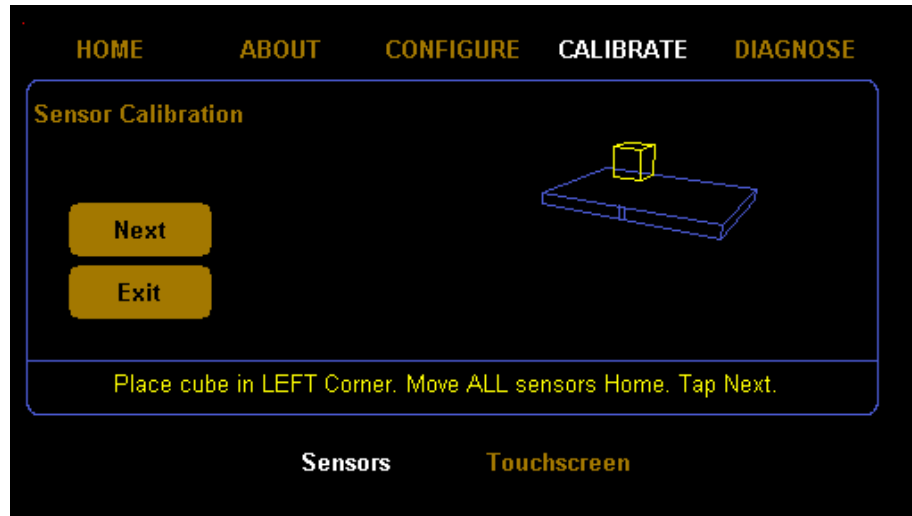 HOME ABOUT CONFIGURE CALIBRATE DIAGNOSE
Sensor Calibration
Next
Exit
Place cube in LEFT Corner. Move ALL sensors Home. Tap Next.
Sensors Touchscreen